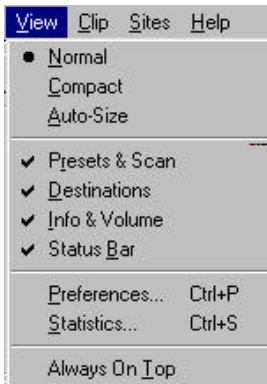 View Clip Sites Help
Normal
Compact
Auto-Size
Presets & Scan
Destinations
Info & Volume
Status Bar
Preferences... Ctrl+P
Statistics... Ctrl+S
Always On Top